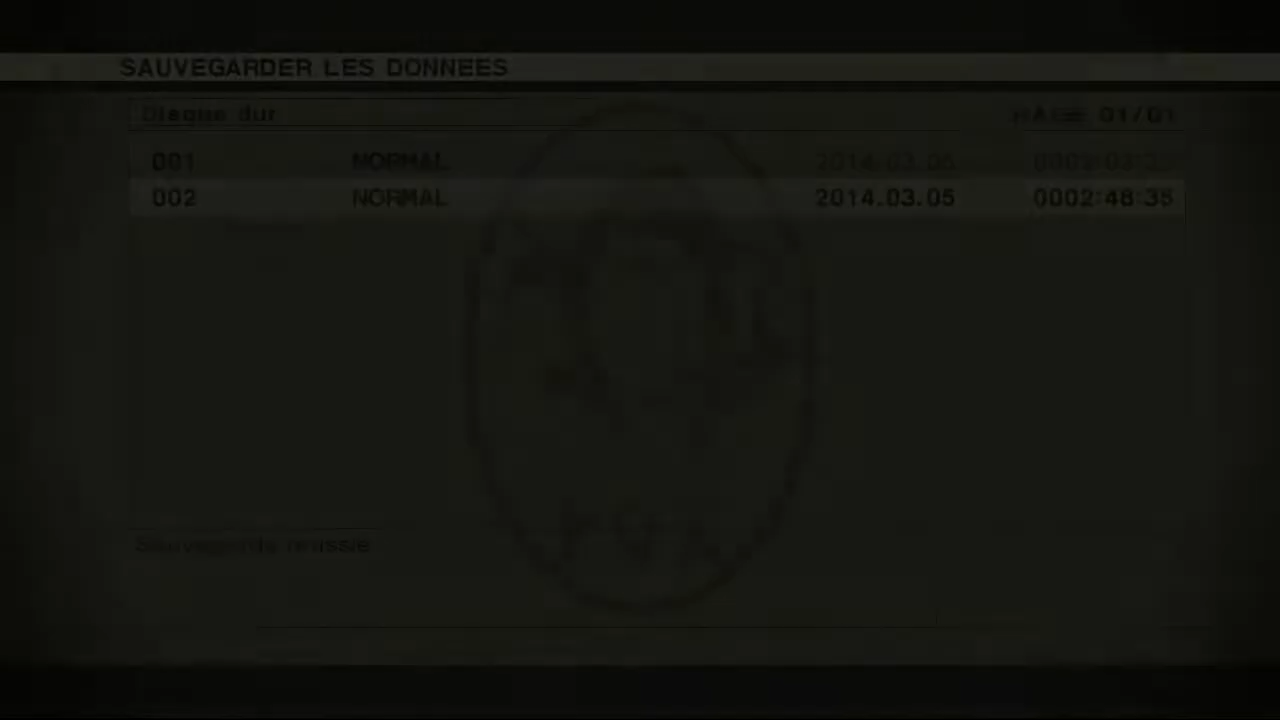 SAUVEGARDER LES DONNEES
Disque dur PAGE 01/01
001 NORMAL 2014.03.05
002 NORMAL 2014.03.05 0002:48:35
Sauvegarde réussie